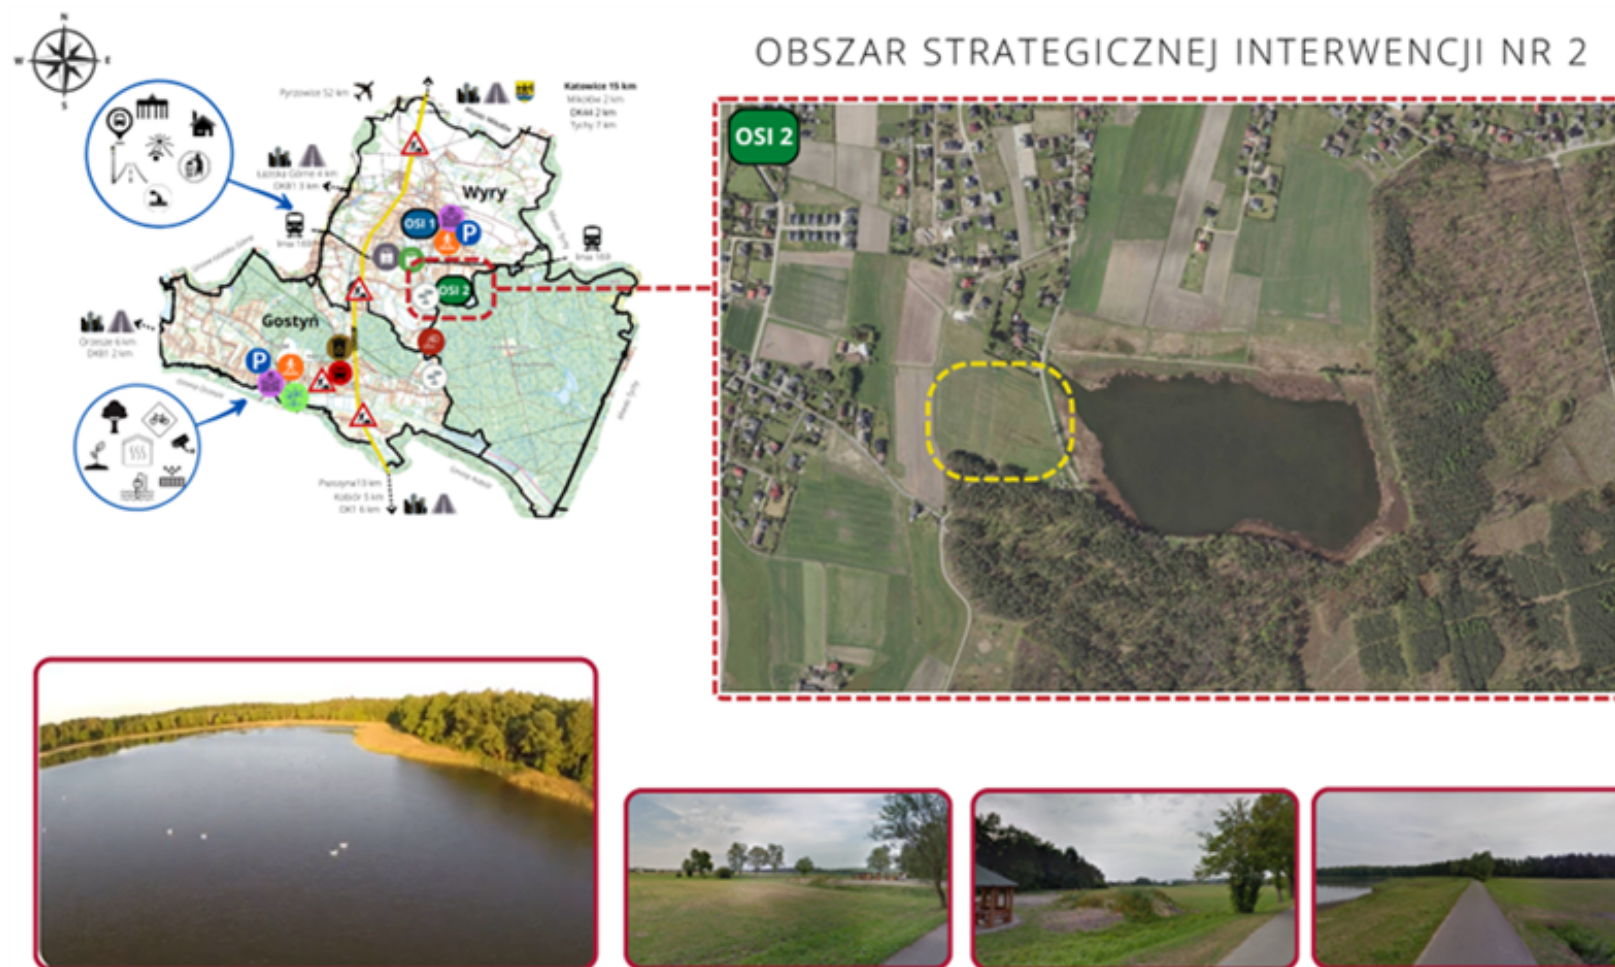 OBSZAR STRATEGICZNEJ INTERWENCJI NR 2
N
W
E
S
Pyrzowice 52 km
Katowice 15 km
Mikołów 2 km
DK44 2 km
Tychy 7 km
Łaziska Górne 4 km
DK81 3 km
Wyry
OSI 1
P
linia 169
OSI 2
Gostyń
Orzesze 6 km
DK81 2 km
P
Pszczyna 13 km
Kobiór 5 km
DK1 6 km
OSI 2